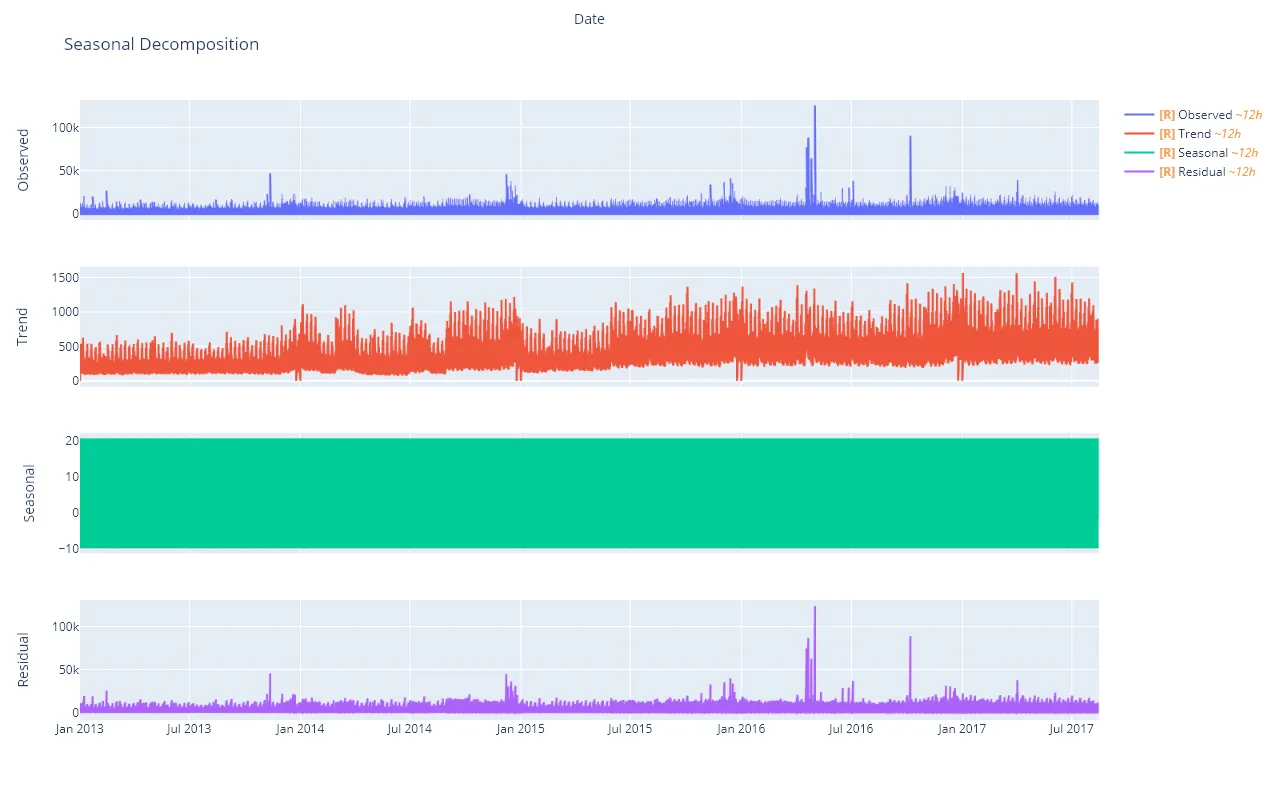 Date
Seasonal Decomposition
Observed
100k
50k
0
[R] Observed ~12h
[R] Trend ~12h
[R] Seasonal ~12h
[R] Residual ~12h
Trend
1500
1000
500
0
Seasonal
20
10
0
−10
Residual
100k
50k
0
Jan 2013 Jul 2013 Jan 2014 Jul 2014 Jan 2015 Jul 2015 Jan 2016 Jul 2016 Jan 2017 Jul 2017